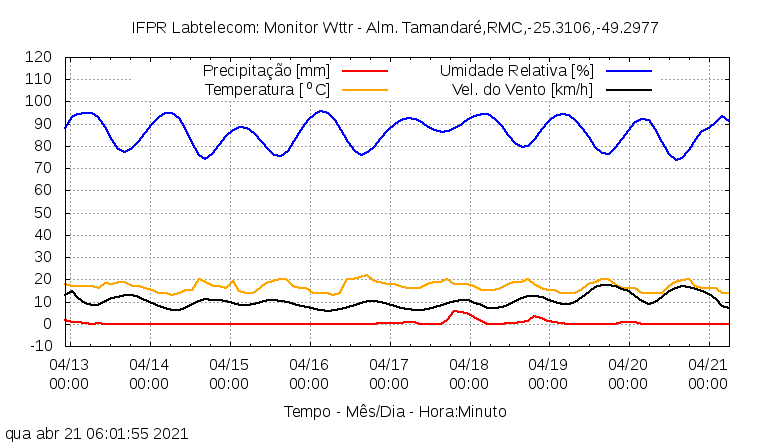 IFPR Labtelecom: Monitor Wttr - Alm. Tamandaré,RMC,-25.3106,-49.2977
120
110
100
90
80
70
60
50
40
30
20
10
0
-10
Precipitação [mm]
Temperatura [ ⁰C]
Umidade Relativa [%]
Vel. do Vento [km/h]
04/13 04/14 04/15 04/16 04/17 04/18 04/19 04/20 04/21
00:00 00:00 00:00 00:00 00:00 00:00 00:00 00:00 00:00
Tempo - Mês/Dia - Hora:Minuto
qua abr 21 06:01:55 2021